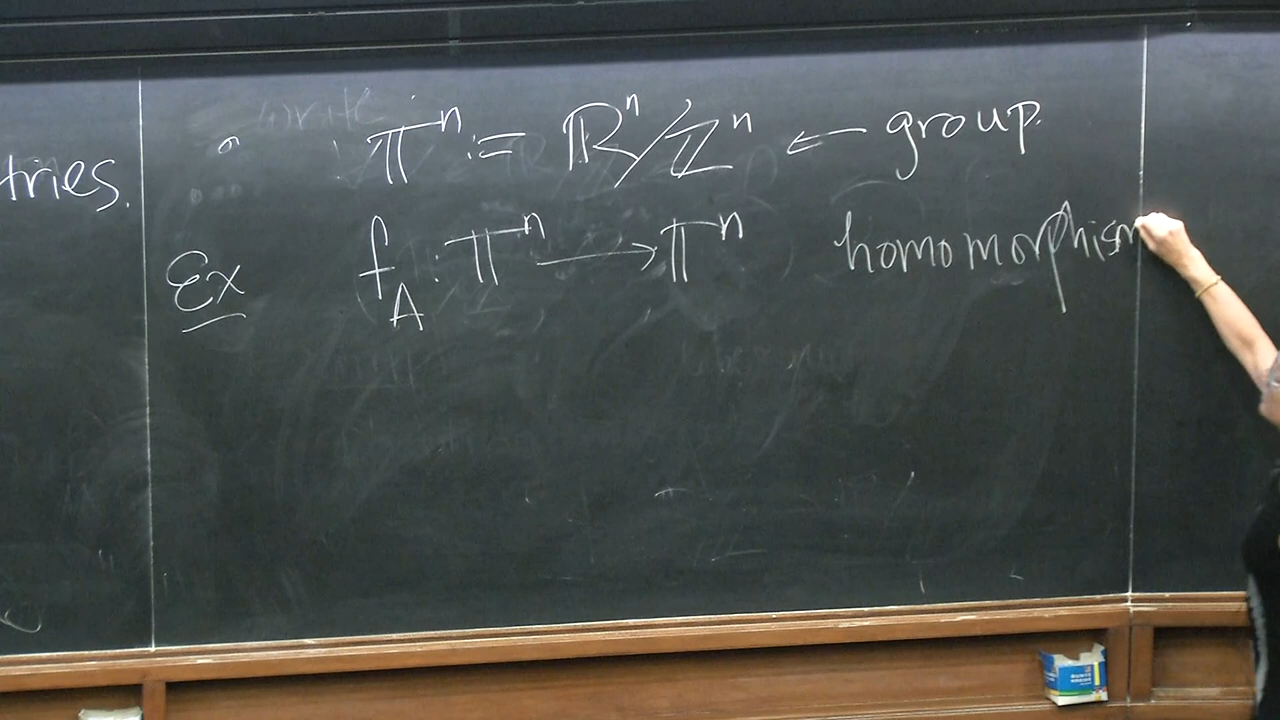 tries.
𝕋ⁿ := ℝⁿ/ℤⁿ ← group.
Ex f_A : 𝕋ⁿ → 𝕋ⁿ homomorphism